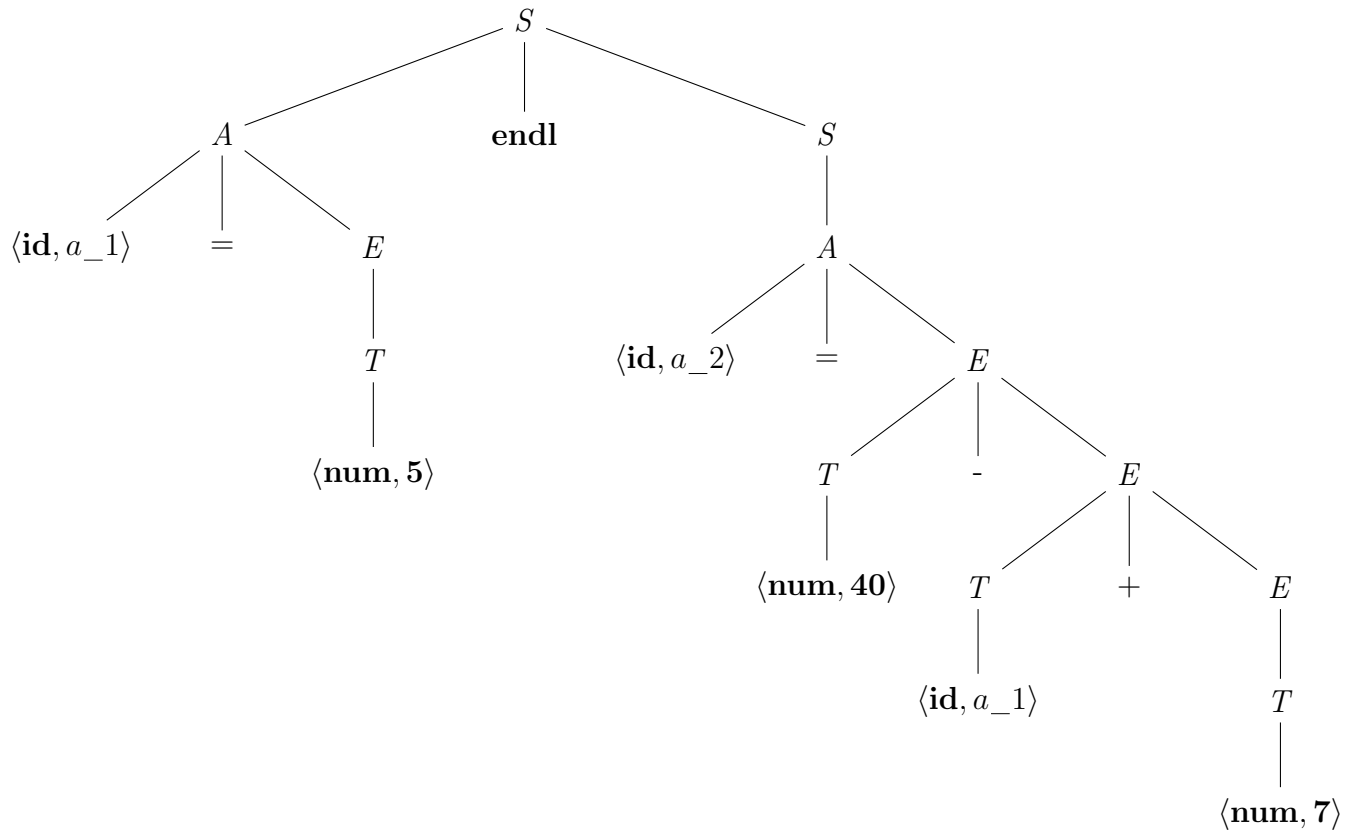 S
A endl S
⟨id, a_1⟩ = E A
T ⟨id, a_2⟩ = E
⟨num, 5⟩ T - E
⟨num, 40⟩ T + E
⟨id, a_1⟩ T
⟨num, 7⟩